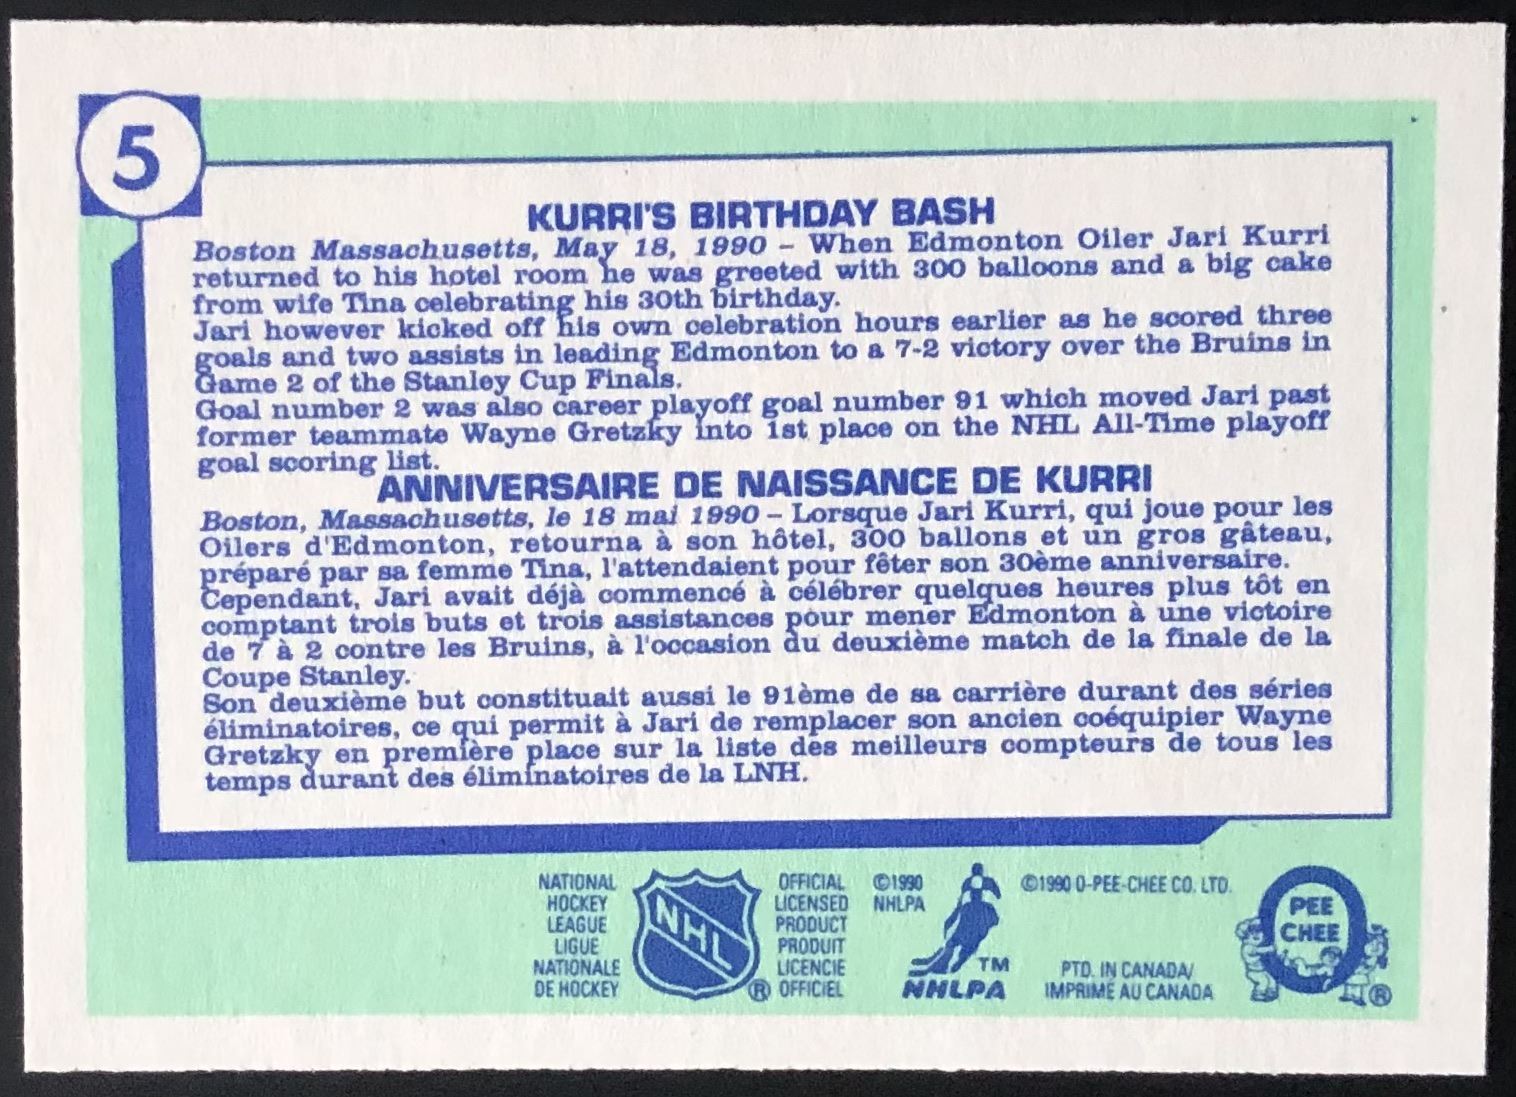 5
KURRI'S BIRTHDAY BASH
Boston Massachusetts, May 18, 1990 – When Edmonton Oiler Jari Kurri
returned to his hotel room he was greeted with 300 balloons and a big cake
from wife Tina celebrating his 30th birthday.
Jari however kicked off his own celebration hours earlier as he scored three
goals and two assists in leading Edmonton to a 7-2 victory over the Bruins in
Game 2 of the Stanley Cup Finals.
Goal number 2 was also career playoff goal number 91 which moved Jari past
former teammate Wayne Gretzky into 1st place on the NHL All-Time playoff
goal scoring list.
ANNIVERSAIRE DE NAISSANCE DE KURRI
Boston, Massachusetts, le 18 mai 1990 – Lorsque Jari Kurri, qui joue pour les
Oilers d'Edmonton, retourna à son hôtel, 300 ballons et un gros gâteau,
préparé par sa femme Tina, l'attendaient pour fêter son 30ème anniversaire.
Cependant, Jari avait déjà commencé à célébrer quelques heures plus tôt en
comptant trois buts et trois assistances pour mener Edmonton à une victoire
de 7 à 2 contre les Bruins, à l'occasion du deuxième match de la finale de la
Coupe Stanley.
Son deuxième but constituait aussi le 91ème de sa carrière durant des séries
éliminatoires, ce qui permit à Jari de remplacer son ancien coéquipier Wayne
Gretzky en première place sur la liste des meilleurs compteurs de tous les
temps durant des éliminatoires de la LNH.
NATIONAL
HOCKEY
LEAGUE
LIGUE
NATIONALE
DE HOCKEY
NHL
®
OFFICIAL
LICENSED
PRODUCT
PRODUIT
LICENCIE
OFFICIEL
©1990
NHLPA
TM
NHLPA
©1990 O-PEE-CHEE CO. LTD.
PTD. IN CANADA/
IMPRIMÉ AU CANADA
PEE
CHEE
®